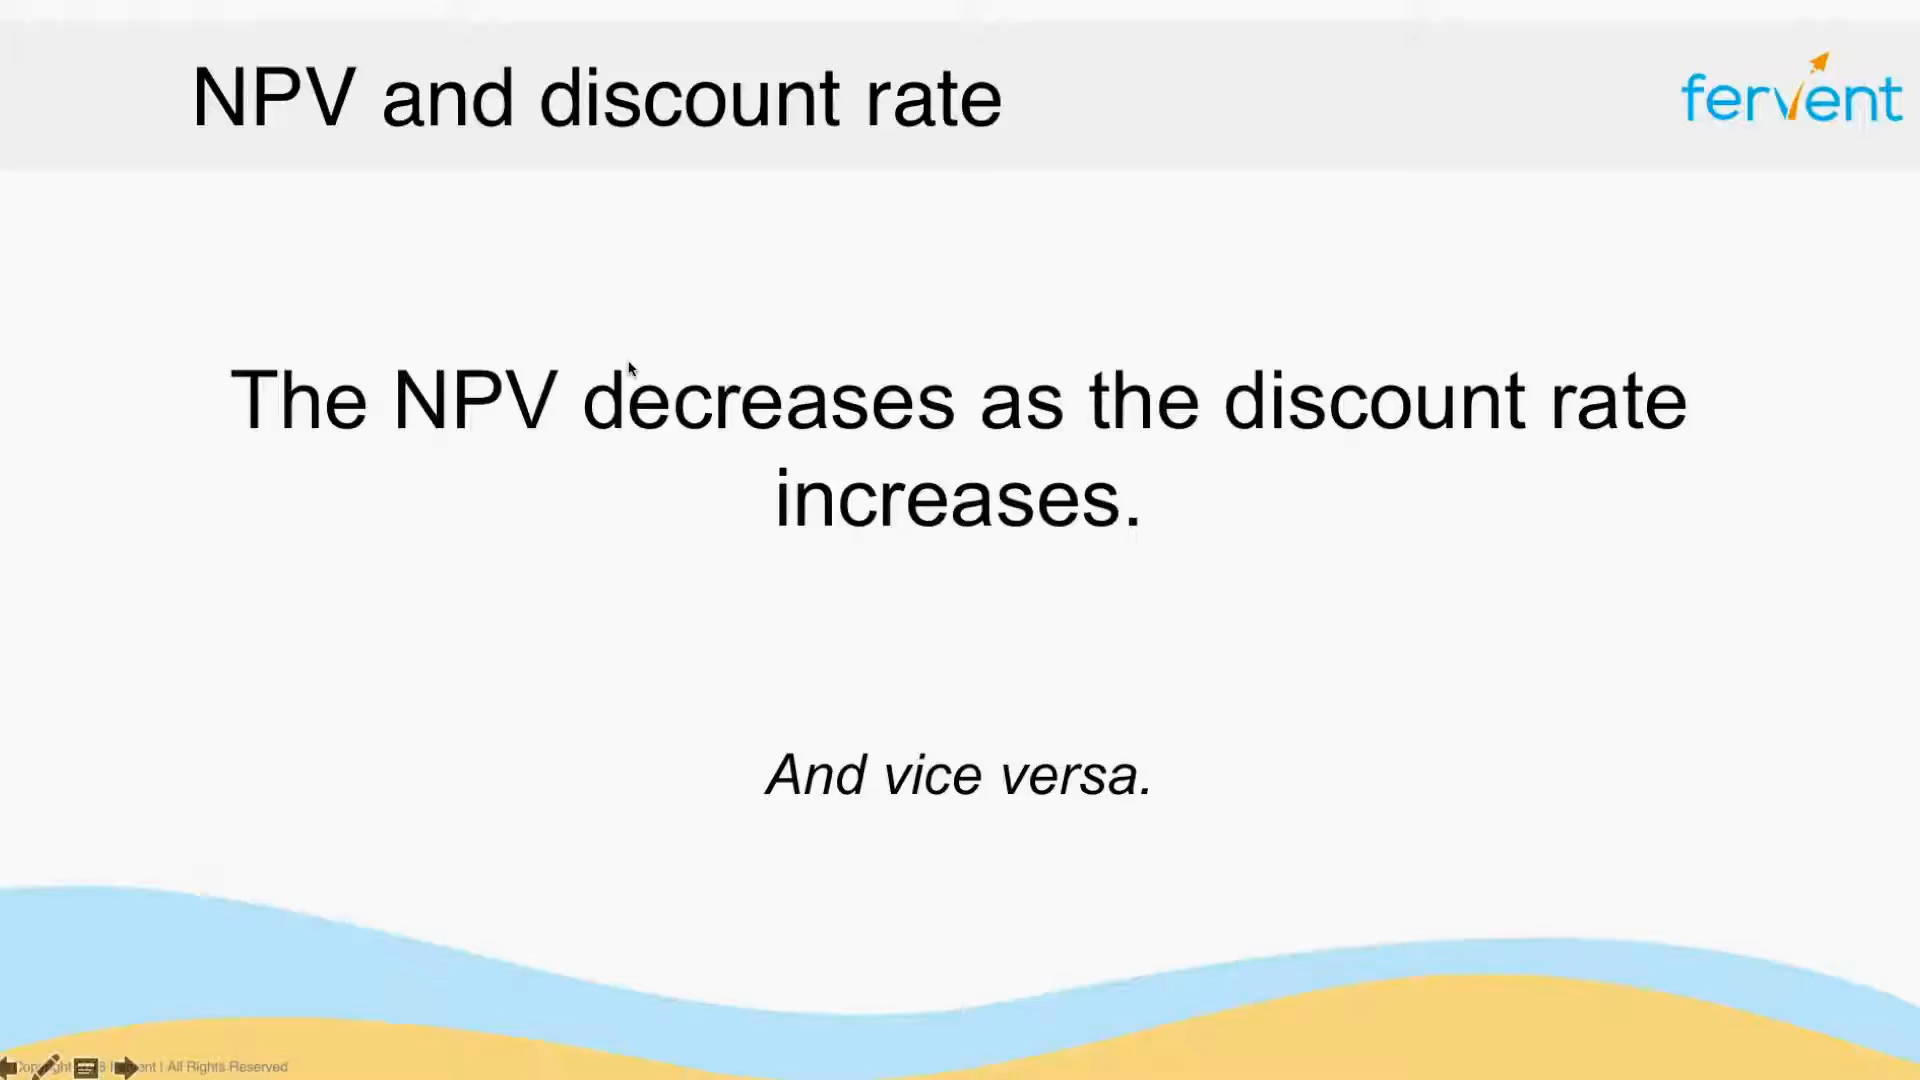 NPV and discount rate
fervent
The NPV decreases as the discount rate
increases.
And vice versa.
| All Rights Reserved